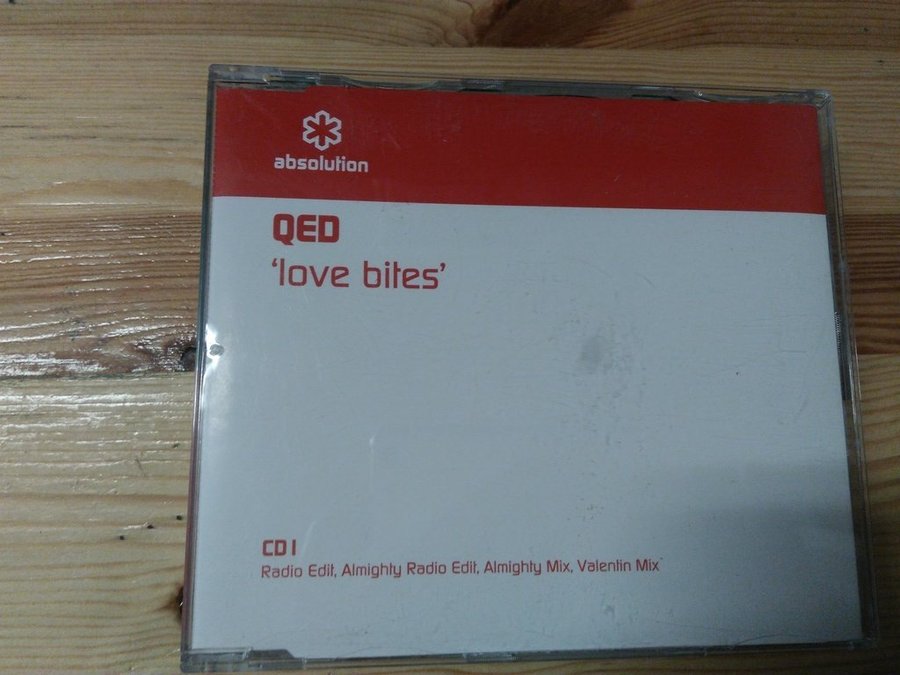 absolution
QED
‘love bites’
CD1
Radio Edit, Almighty Radio Edit, Almighty Mix, Valentin Mix